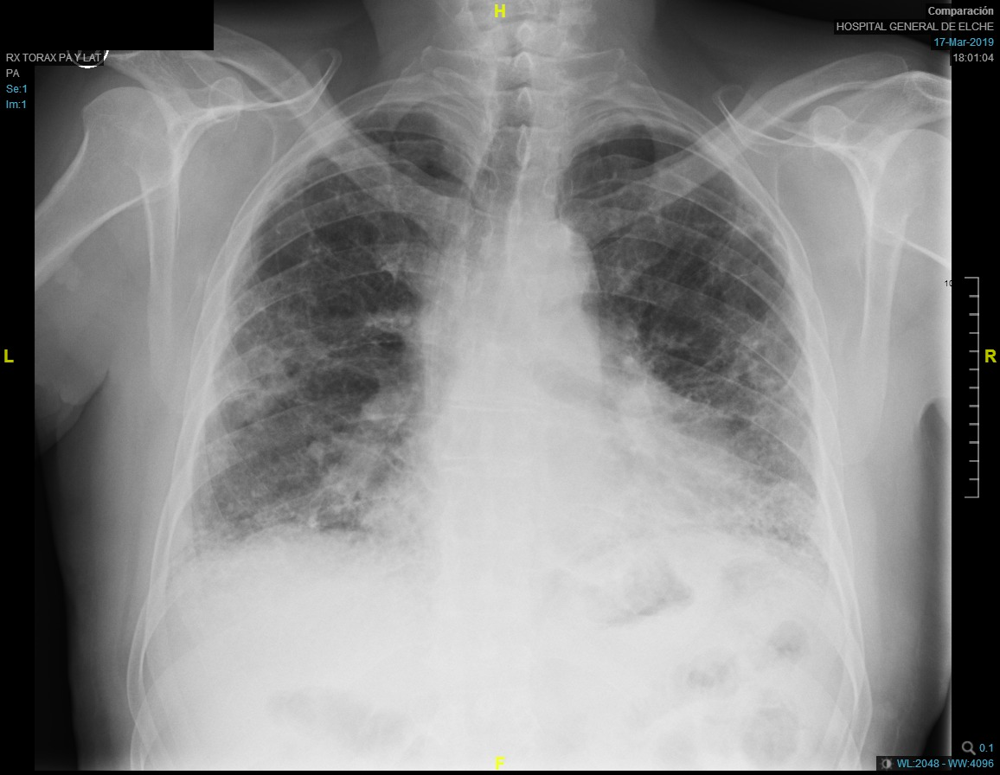 H
Comparación
HOSPITAL GENERAL DE ELCHE
17-Mar-2019
18:01:04
RX TORAX PA Y LAT
PA
Se:1
Im:1
10
L
R
F
0.1
WL:2048 - WW:4096